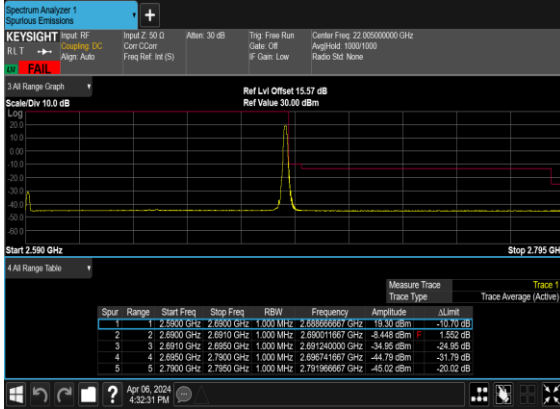 Spectrum Analyzer 1
Spurious Emissions
+
KEYSIGHT Input: RF Input Z: 50 Ω Atten: 30 dB Trig: Free Run Center Freq: 22.005000000 GHz
RLT Coupling: DC Corr CCorr Gate: Off Avg|Hold: 1000/1000
Align: Auto Freq Ref: Int (S) IF Gain: Low Radio Std: None
FAIL
3 All Range Graph
Ref Lvl Offset 15.57 dB
Scale/Div 10.0 dB Ref Value 30.00 dBm
Log
20.0
10.0
0.00
-10.0
-20.0
-30.0
-40.0
-50.0
-60.0
Start 2.590 GHz Stop 2.795 GH
4 All Range Table
Measure Trace Trace 1
Trace Type Trace Average (Active)
Spur Range Start Freq Stop Freq RBW Frequency Amplitude ΔLimit
1 1 2.5900 GHz 2.6900 GHz 1.000 MHz 2.688666667 GHz 19.30 dBm -10.70 dB
2 2 2.6900 GHz 2.6910 GHz 1.000 MHz 2.690011667 GHz -8.448 dBm F 1.552 dB
3 3 2.6910 GHz 2.6950 GHz 1.000 MHz 2.691240000 GHz -34.95 dBm -24.95 dB
4 4 2.6950 GHz 2.7900 GHz 1.000 MHz 2.696741667 GHz -44.79 dBm -31.79 dB
5 5 2.7900 GHz 2.7950 GHz 1.000 MHz 2.791966667 GHz -45.02 dBm -20.02 dB
?
Apr 06, 2024
4:32:31 PM